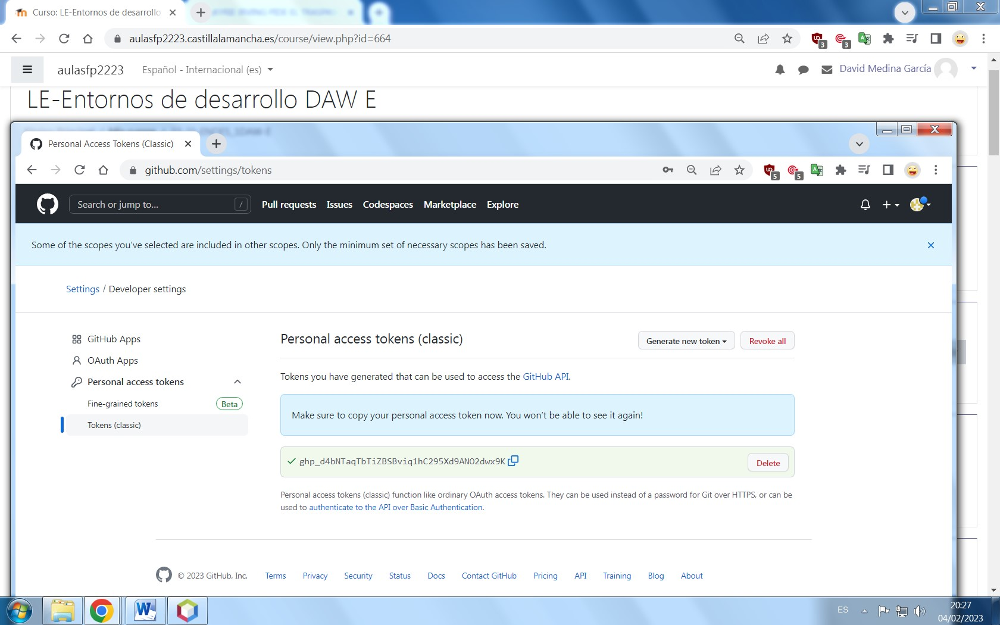 Curso: LE-Entornos de desarrollo
aulasfp2223.castillalamancha.es/course/view.php?id=664
3
3
aulasfp2223
Español - Internacional (es)
David Medina García
LE-Entornos de desarrollo DAW E
Personal Access Tokens (Classic)
github.com/settings/tokens
5
5
Search or jump to...
/
Pull requests
Issues
Codespaces
Marketplace
Explore
Some of the scopes you’ve selected are included in other scopes. Only the minimum set of necessary scopes has been saved.
Settings / Developer settings
GitHub Apps
OAuth Apps
Personal access tokens
Fine-grained tokens
Beta
Tokens (classic)
Personal access tokens (classic)
Generate new token
Revoke all
Tokens you have generated that can be used to access the GitHub API.
Make sure to copy your personal access token now. You won’t be able to see it again!
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
Delete
Personal access tokens (classic) function like ordinary OAuth access tokens. They can be used instead of a password for Git over HTTPS, or can be
used to authenticate to the API over Basic Authentication.
© 2023 GitHub, Inc.
Terms
Privacy
Security
Status
Docs
Contact GitHub
Pricing
API
Training
Blog
About
ES
20:27
04/02/2023